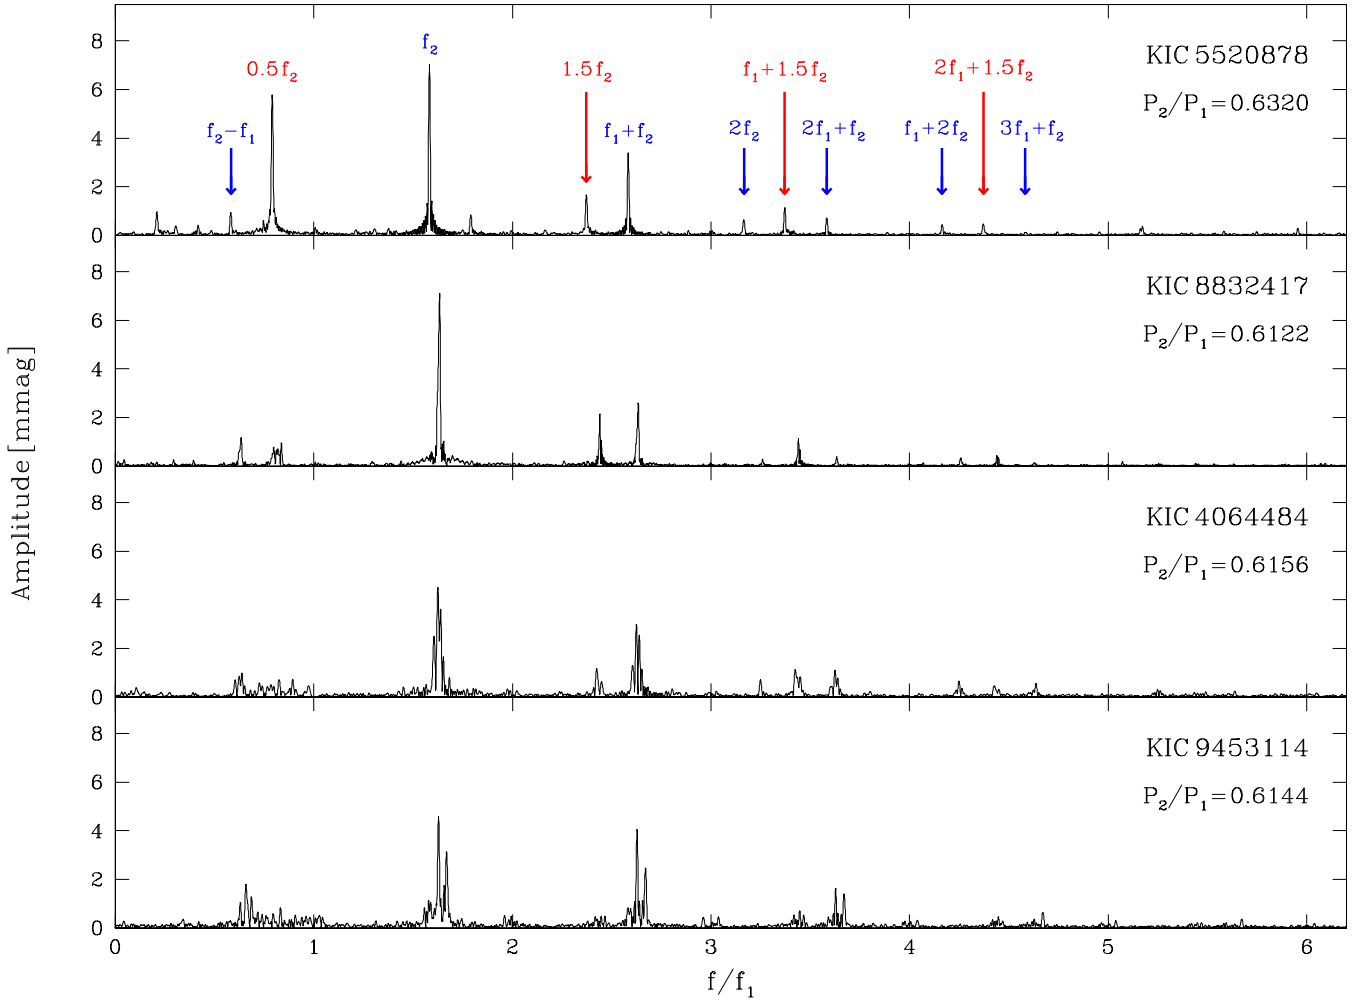 8
6
4
2
0
f₂
0.5f₂
1.5f₂
f₁+1.5f₂
2f₁+1.5f₂
KIC 5520878
P₂/P₁=0.6320
f₂−f₁
f₁+f₂
2f₂
2f₁+f₂
f₁+2f₂
3f₁+f₂
8
6
4
2
0
KIC 8832417
P₂/P₁=0.6122
Amplitude [mmag]
8
6
4
2
0
KIC 4064484
P₂/P₁=0.6156
8
6
4
2
0
KIC 9453114
P₂/P₁=0.6144
0 1 2 3 4 5 6
f/f₁